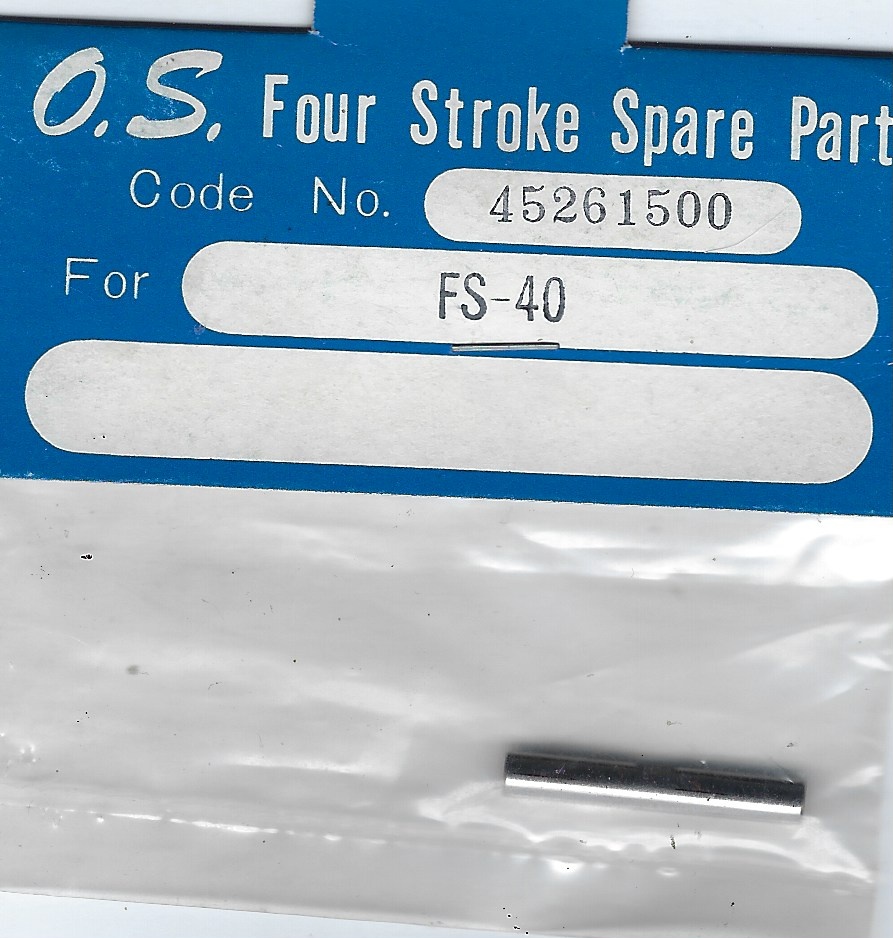 O.S. Four Stroke Spare Part
Code No. 45261500
For FS-40